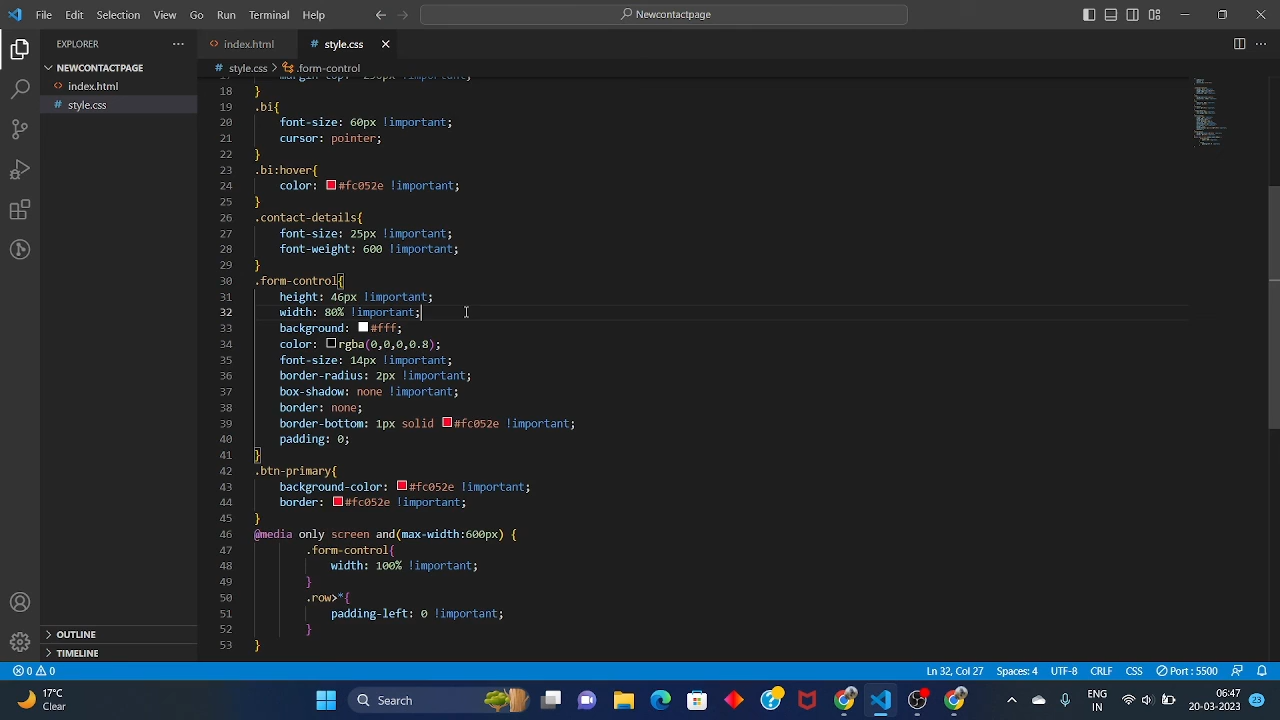 File Edit Selection View Go Run Terminal Help
Newcontactpage
EXPLORER
index.html
style.css
NEWCONTACTPAGE
index.html
style.css
style.css > .form-control
18 }
19 .bi{
20 font-size: 60px !important;
21 cursor: pointer;
22 }
23 .bi:hover{
24 color: #fc052e !important;
25 }
26 .contact-details{
27 font-size: 25px !important;
28 font-weight: 600 !important;
29 }
30 .form-control{
31 height: 46px !important;
32 width: 80% !important;
33 background: #fff;
34 color: rgba(0,0,0,0.8);
35 font-size: 14px !important;
36 border-radius: 2px !important;
37 box-shadow: none !important;
38 border: none;
39 border-bottom: 1px solid #fc052e !important;
40 padding: 0;
41 }
42 .btn-primary{
43 background-color: #fc052e !important;
44 border: #fc052e !important;
45 }
46 @media only screen and(max-width:600px) {
47 .form-control{
48 width: 100% !important;
49 }
50 .row>*{
51 padding-left: 0 !important;
52 }
53 }
OUTLINE
TIMELINE
0 0
Ln 32, Col 27 Spaces: 4 UTF-8 CRLF CSS Port : 5500
17°C
Clear
Search
ENG
IN
06:47
20-03-2023
23